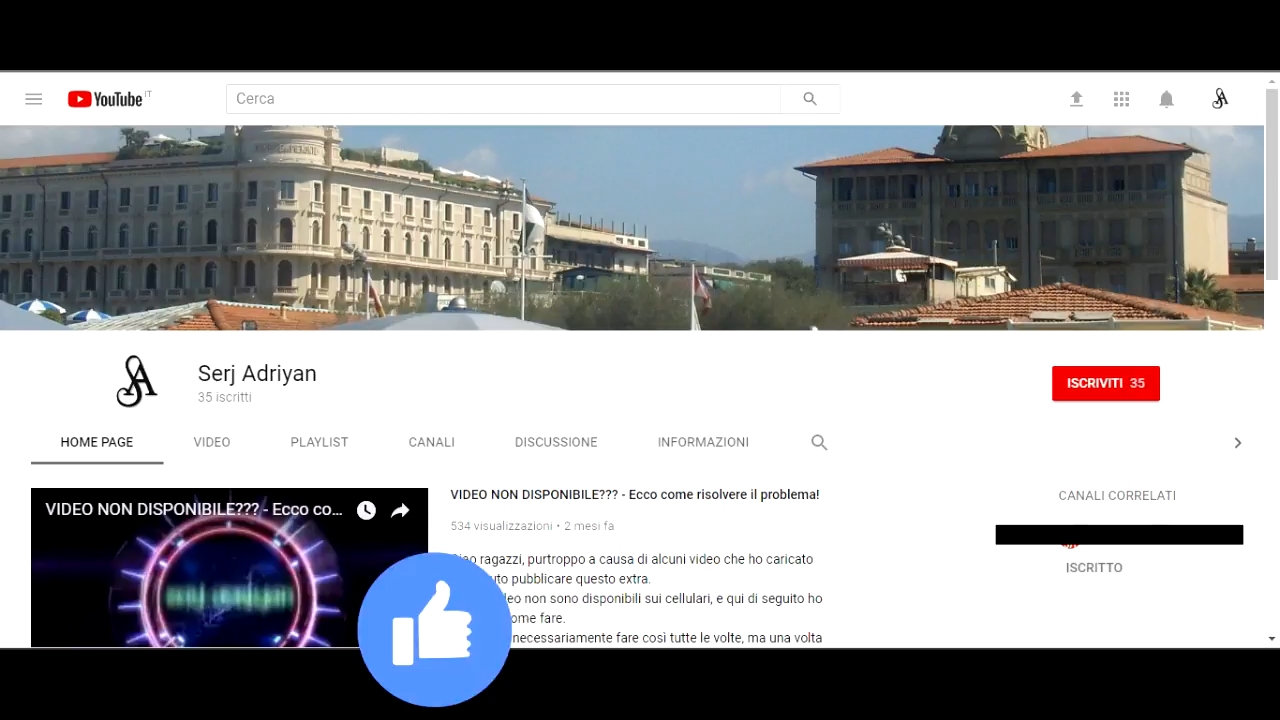 YouTube IT
Cerca
Serj Adriyan
35 iscritti
ISCRIVITI 35
HOME PAGE
VIDEO
PLAYLIST
CANALI
DISCUSSIONE
INFORMAZIONI
VIDEO NON DISPONIBILE??? - Ecco co...
VIDEO NON DISPONIBILE??? - Ecco come risolvere il problema!
534 visualizzazioni • 2 mesi fa
ragazzi, purtroppo a causa di alcuni video che ho caricato
pubblicare questo extra.
non sono disponibili sui cellulari, e qui di seguito ho
ome fare.
necessariamente fare così tutte le volte, ma una volta
CANALI CORRELATI
ISCRITTO